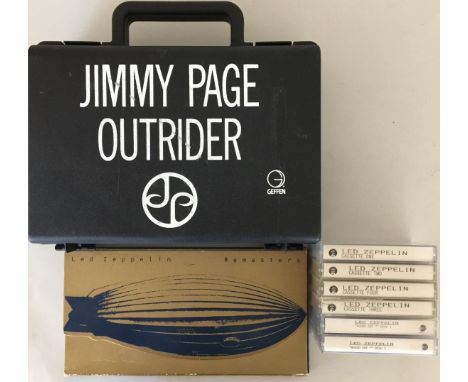 JIMMY PAGE
OUTRIDER
JP
GEFFEN
Led Zeppelin Remasters
LED ZEPPELIN
CASSETTE ONE
LED ZEPPELIN
CASSETTE TWO
LED ZEPPELIN
CASSETTE FOUR
LED ZEPPELIN
CASSETTE THREE
LED ZEPPELIN
LED ZEPPELIN